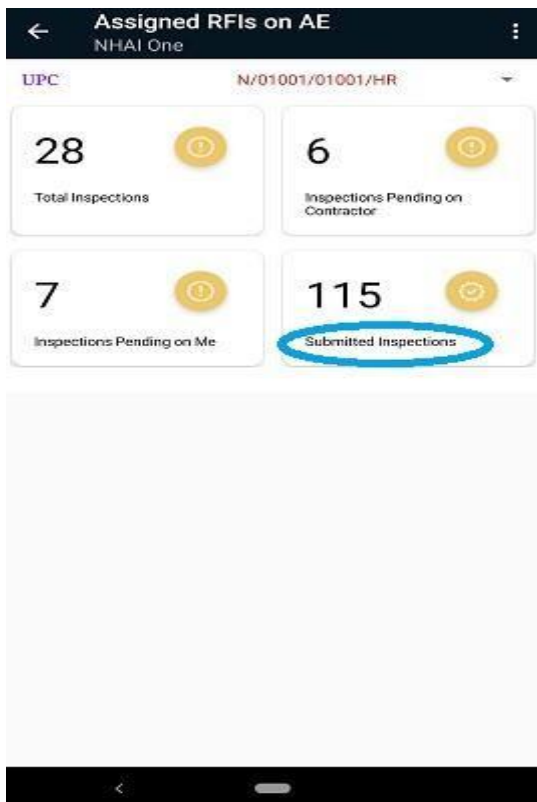 Assigned RFIs on AE
NHAI One
UPC N/01001/01001/HR
28
Total Inspections
6
Inspections Pending on
Contractor
7
Inspections Pending on Me
115
Submitted Inspections